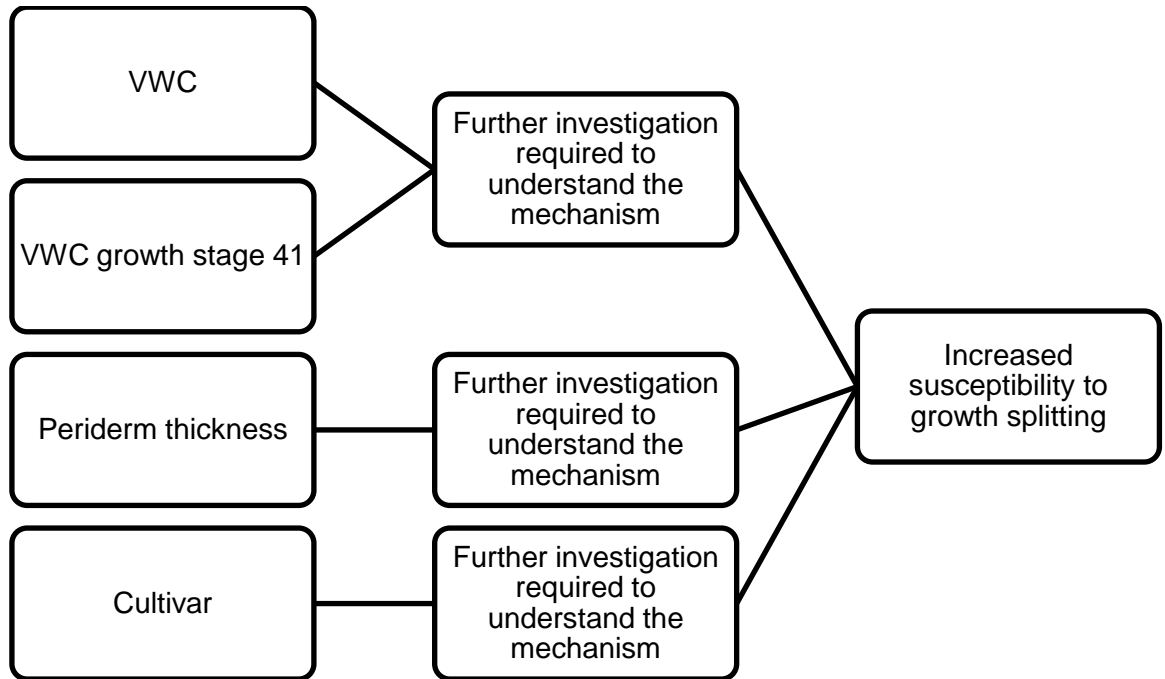 VWC
VWC growth stage 41
Further investigation
required to
understand the
mechanism
Periderm thickness
Further investigation
required to
understand the
mechanism
Cultivar
Further investigation
required to
understand the
mechanism
Increased
susceptibility to
growth splitting